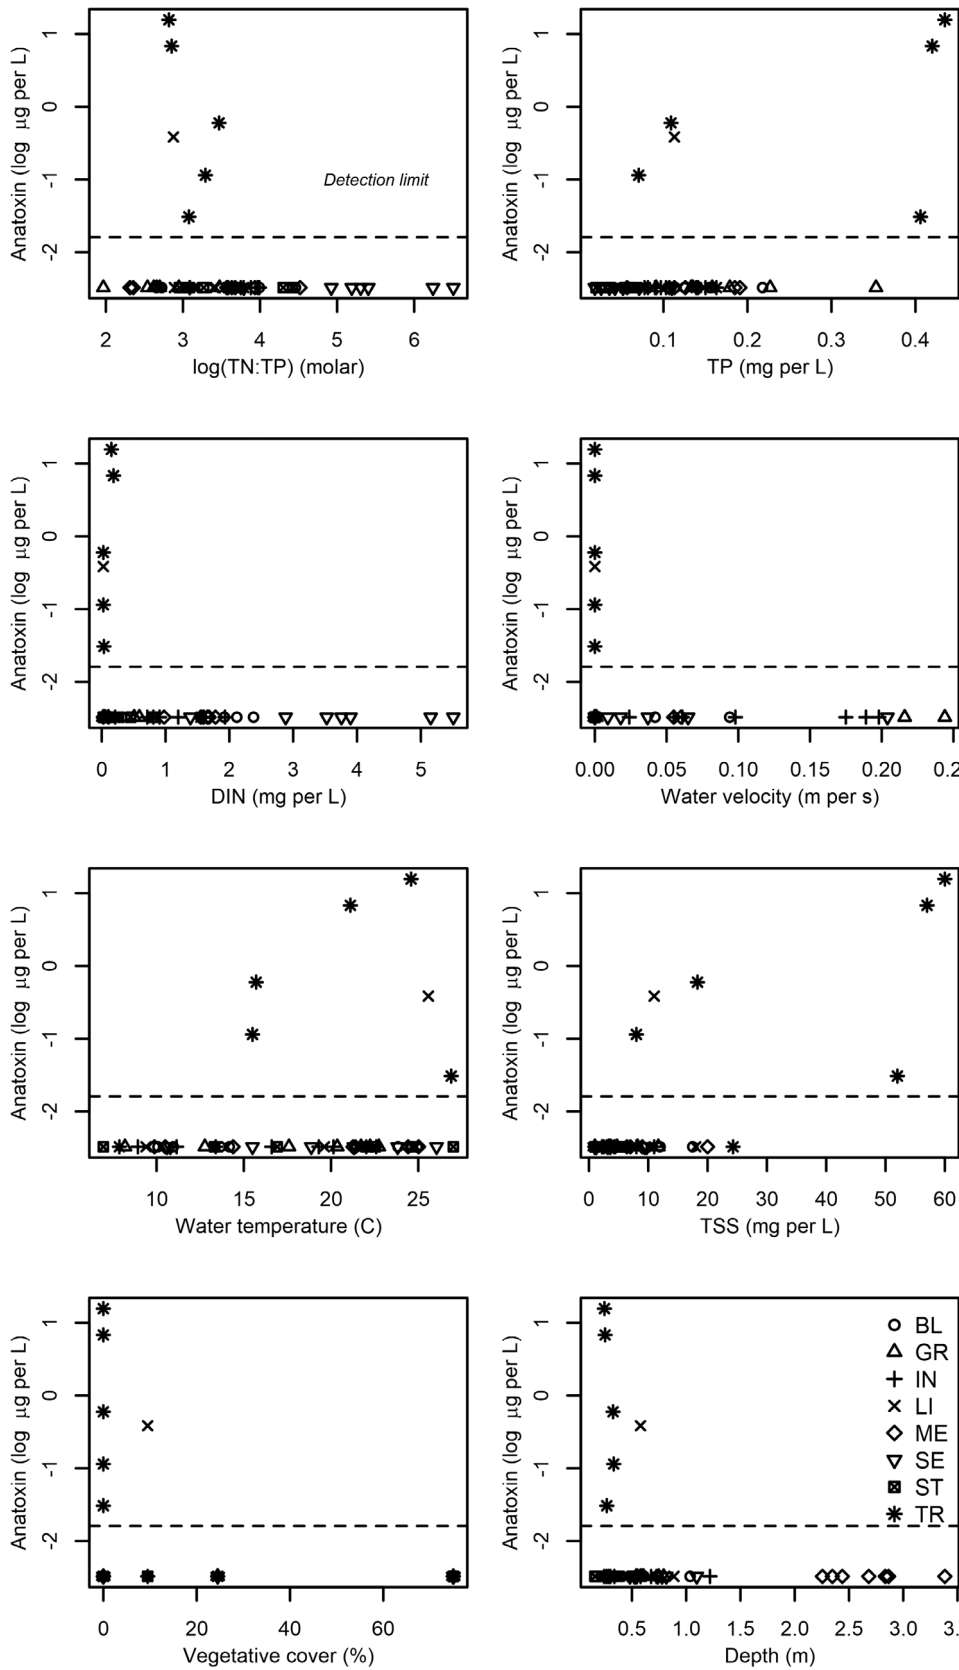 Anatoxin (log µg per L)
1
0
-1
-2
Detection limit
2 3 4 5 6
log(TN:TP) (molar)
Anatoxin (log µg per L)
1
0
-1
-2
0.1 0.2 0.3 0.4
TP (mg per L)
Anatoxin (log µg per L)
1
0
-1
-2
0 1 2 3 4 5
DIN (mg per L)
Anatoxin (log µg per L)
1
0
-1
-2
0.00 0.05 0.10 0.15 0.20 0.2
Water velocity (m per s)
Anatoxin (log µg per L)
1
0
-1
-2
10 15 20 25
Water temperature (C)
Anatoxin (log µg per L)
1
0
-1
-2
0 10 20 30 40 50 60
TSS (mg per L)
Anatoxin (log µg per L)
1
0
-1
-2
0 20 40 60
Vegetative cover (%)
Anatoxin (log µg per L)
1
0
-1
-2
BL
GR
IN
LI
ME
SE
ST
TR
0.5 1.0 1.5 2.0 2.5 3.0 3.
Depth (m)